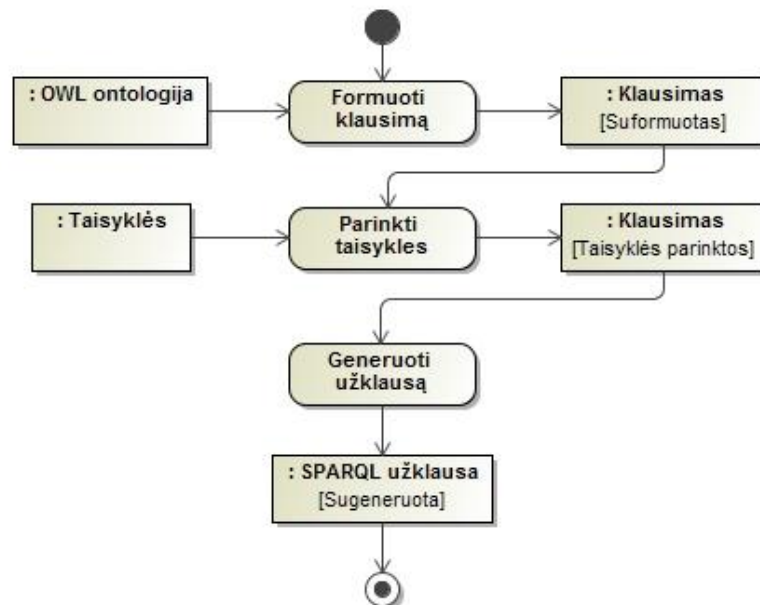 : OWL ontologija
Formuoti
klausimą
: Klausimas
[Suformuotas]
: Taisyklės
Parinkti
taisykles
: Klausimas
[Taisyklės parinktos]
Generuoti
užklausą
: SPARQL užklausa
[Sugeneruota]